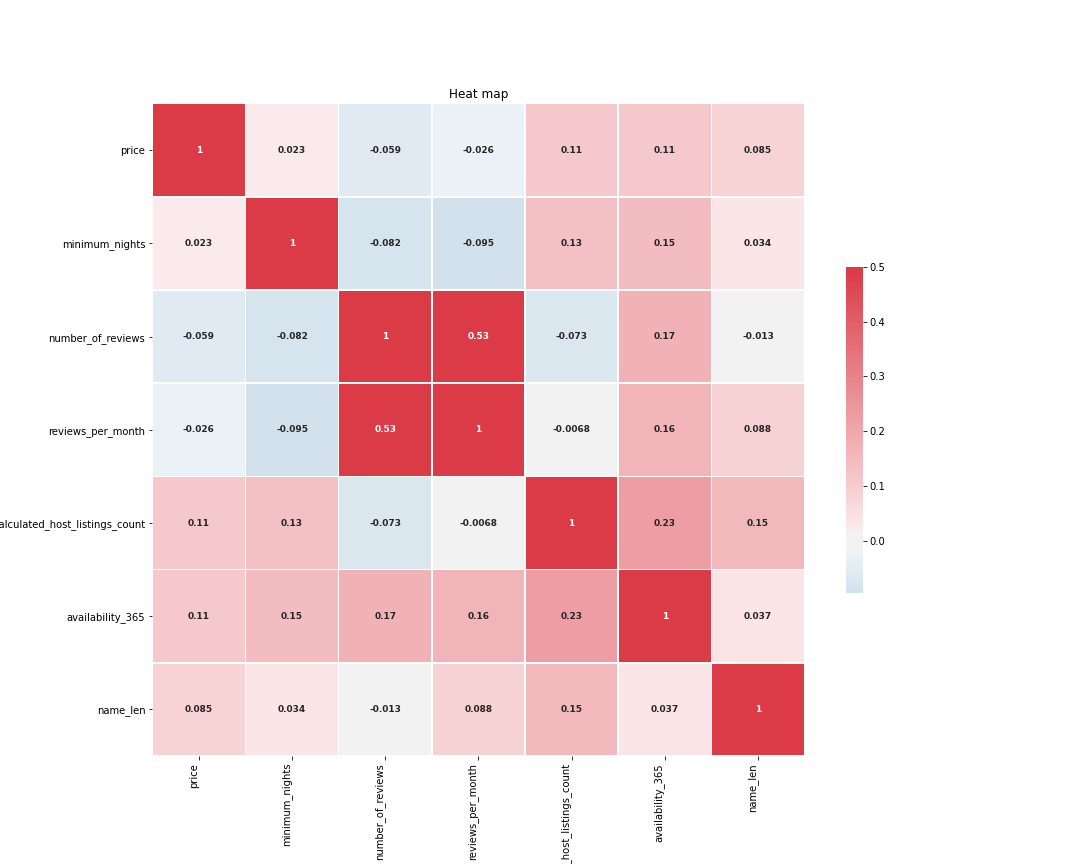 Heat map
price 1 0.023 -0.059 -0.026 0.11 0.11 0.085
minimum_nights 0.023 1 -0.082 -0.095 0.13 0.15 0.034
number_of_reviews -0.059 -0.082 1 0.53 -0.073 0.17 -0.013
reviews_per_month -0.026 -0.095 0.53 1 -0.0068 0.16 0.088
alculated_host_listings_count 0.11 0.13 -0.073 -0.0068 1 0.23 0.15
availability_365 0.11 0.15 0.17 0.16 0.23 1 0.037
name_len 0.085 0.034 -0.013 0.088 0.15 0.037 1
price
minimum_nights
number_of_reviews
reviews_per_month
_host_listings_count
availability_365
name_len
0.5
0.4
0.3
0.2
0.1
0.0